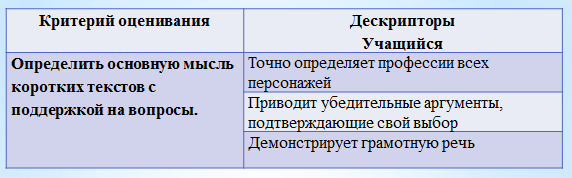 Критерий оценивания
Дескрипторы
Учащийся
Определить основную мысль
коротких текстов с
поддержкой на вопросы.
Точно определяет профессии всех
персонажей
Приводит убедительные аргументы,
подтверждающие свой выбор
Демонстрирует грамотную речь